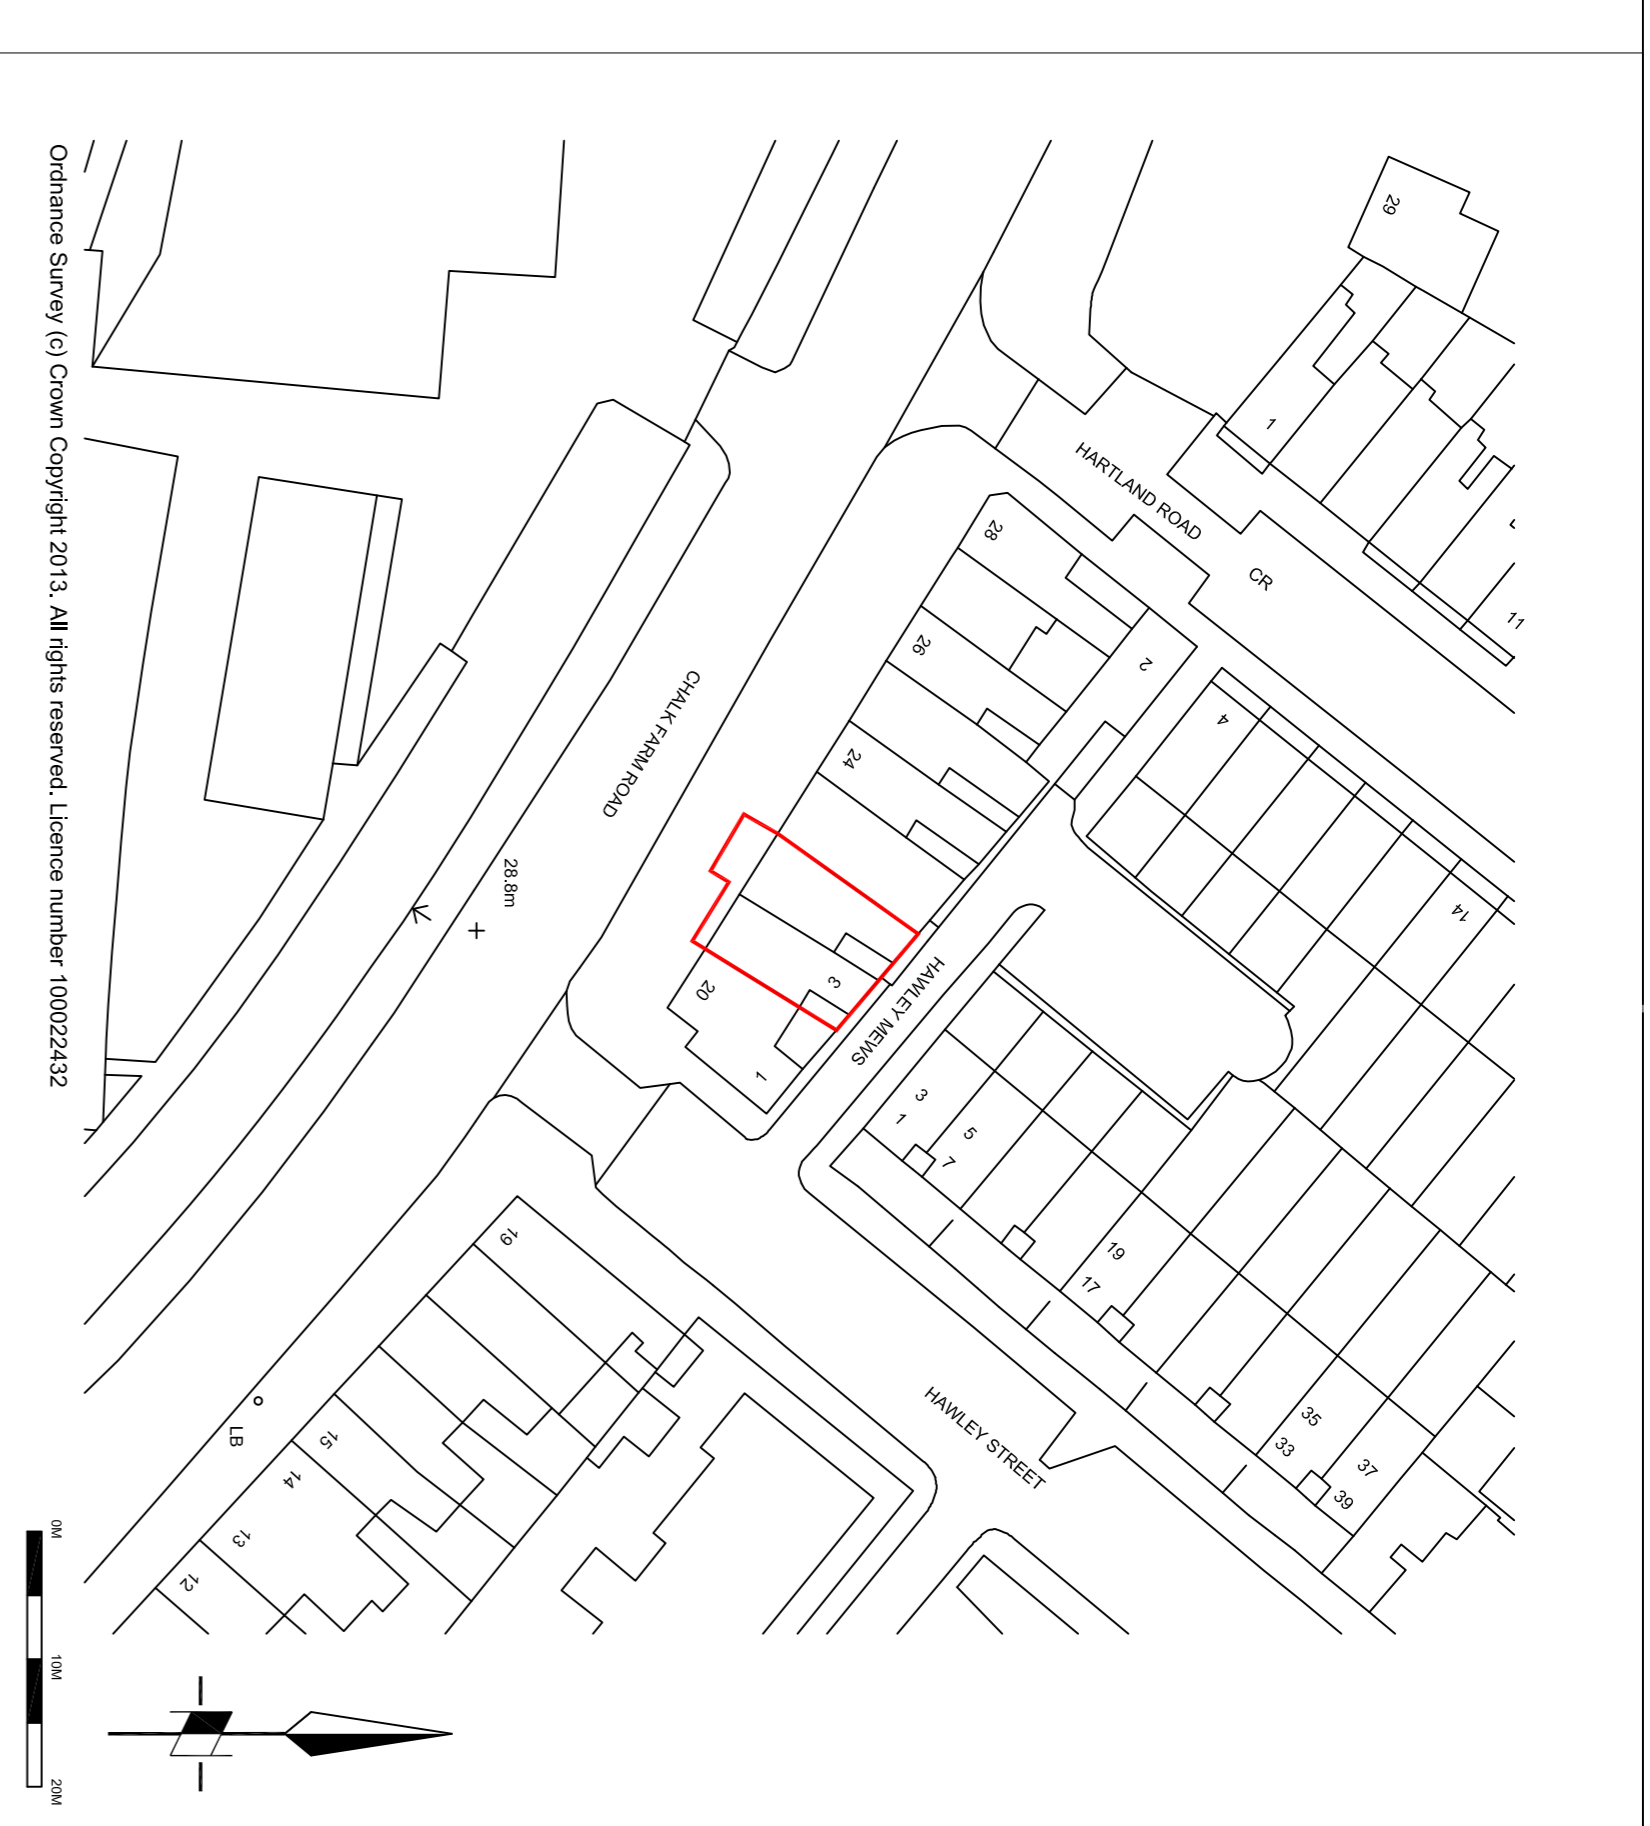 29
1
HARTLAND ROAD
CR
11
28
26
24
2
4
14
CHALK FARM ROAD
28.8m
20
3
1
HAWLEY MEWS
3
1
5
7
19
17
35
33
37
39
HAWLEY STREET
19
15
14
13
12
LB
0M
10M
20M
Ordnance Survey (c) Crown Copyright 2013. All rights reserved. Licence number 100022432